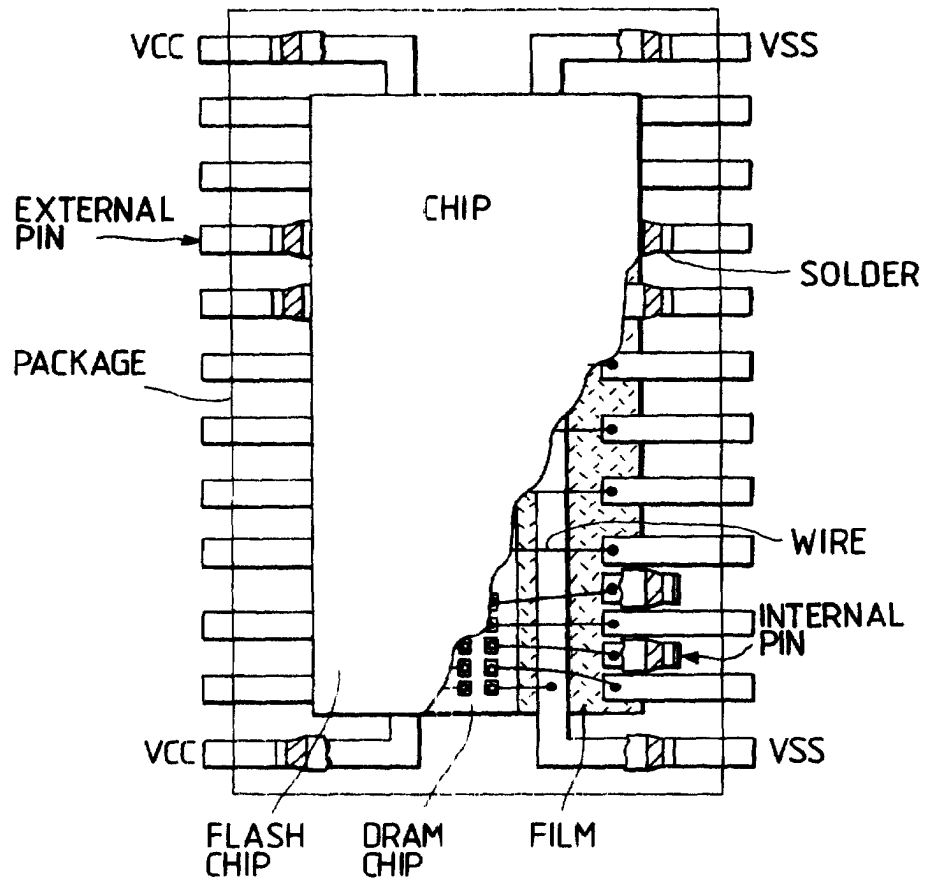 VCC
VSS
CHIP
EXTERNAL
PIN
SOLDER
PACKAGE
WIRE
INTERNAL
PIN
VCC
VSS
FLASH
CHIP
DRAM
CHIP
FILM